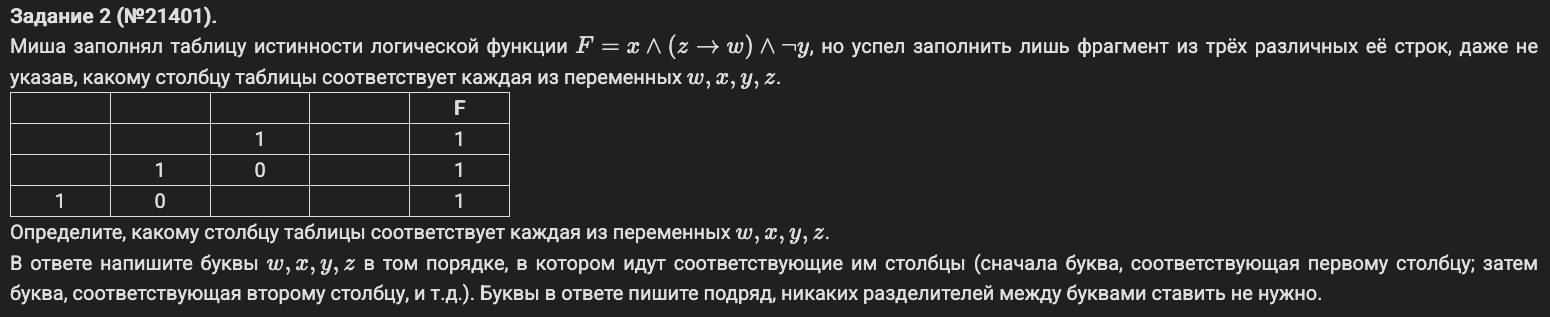 Задание 2 (№21401).
Миша заполнял таблицу истинности логической функции F = x ∧ (z → w) ∧ ¬y, но успел заполнить лишь фрагмент из трёх различных её строк, даже не
указав, какому столбцу таблицы соответствует каждая из переменных w, x, y, z.
F
1 1
1 0 1
1 0 1
Определите, какому столбцу таблицы соответствует каждая из переменных w, x, y, z.
В ответе напишите буквы w, x, y, z в том порядке, в котором идут соответствующие им столбцы (сначала буква, соответствующая первому столбцу; затем
буква, соответствующая второму столбцу, и т.д.). Буквы в ответе пишите подряд, никаких разделителей между буквами ставить не нужно.